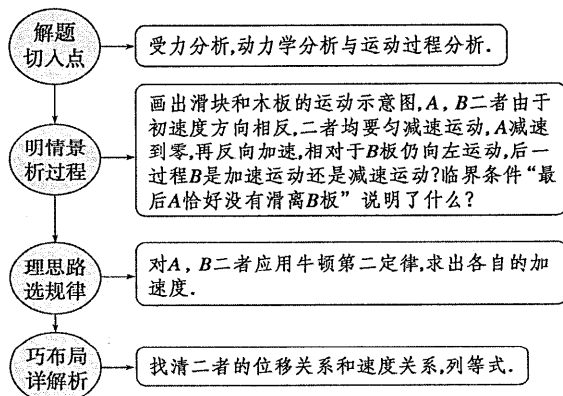 解题
切入点
受力分析,动力学分析与运动过程分析.
明情景
析过程
画出滑块和木板的运动示意图,A,B二者由于
初速度方向相反,二者均要匀减速运动,A减速
到零,再反向加速,相对于B板仍向左运动,后一
过程B是加速运动还是减速运动?临界条件“最
后A恰好没有滑离B板”说明了什么?
理思路
选规律
对A,B二者应用牛顿第二定律,求出各自的加
速度.
巧布局
详解析
找清二者的位移关系和速度关系,列等式.